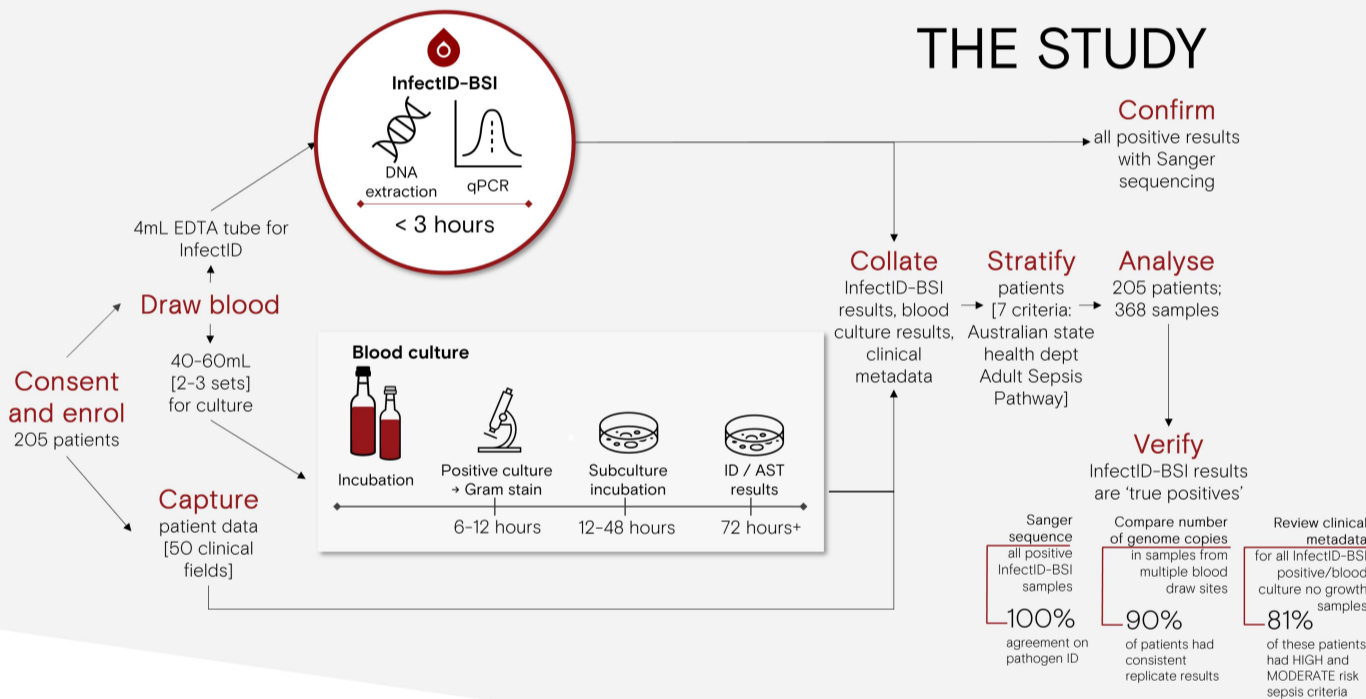 THE STUDY
InfectID-BSI
DNA
extraction
qPCR
< 3 hours
Confirm
all positive results
with Sanger
sequencing
4mL EDTA tube for
InfectID
Draw blood
40-60mL
[2-3 sets]
for culture
Consent
and enrol
205 patients
Capture
patient data
[50 clinical
fields]
Blood culture
Incubation
Positive culture
→ Gram stain
Subculture
incubation
ID / AST
results
6-12 hours
12-48 hours
72 hours+
Collate
InfectID-BSI
results, blood
culture results,
clinical
metadata
Stratify
patients
[7 criteria:
Australian state
health dept
Adult Sepsis
Pathway]
Analyse
205 patients;
368 samples
Verify
InfectID-BSI results
are 'true positives'
Sanger
sequence
all positive
InfectID-BSI
samples
100%
agreement on
pathogen ID
Compare number
of genome copies
in samples from
multiple blood
draw sites
90%
of patients had
consistent
replicate results
Review clinical
metadata
for all InfectID-BSI
positive/blood
culture no growth
samples
81%
of these patients
had HIGH and
MODERATE risk
sepsis criteria